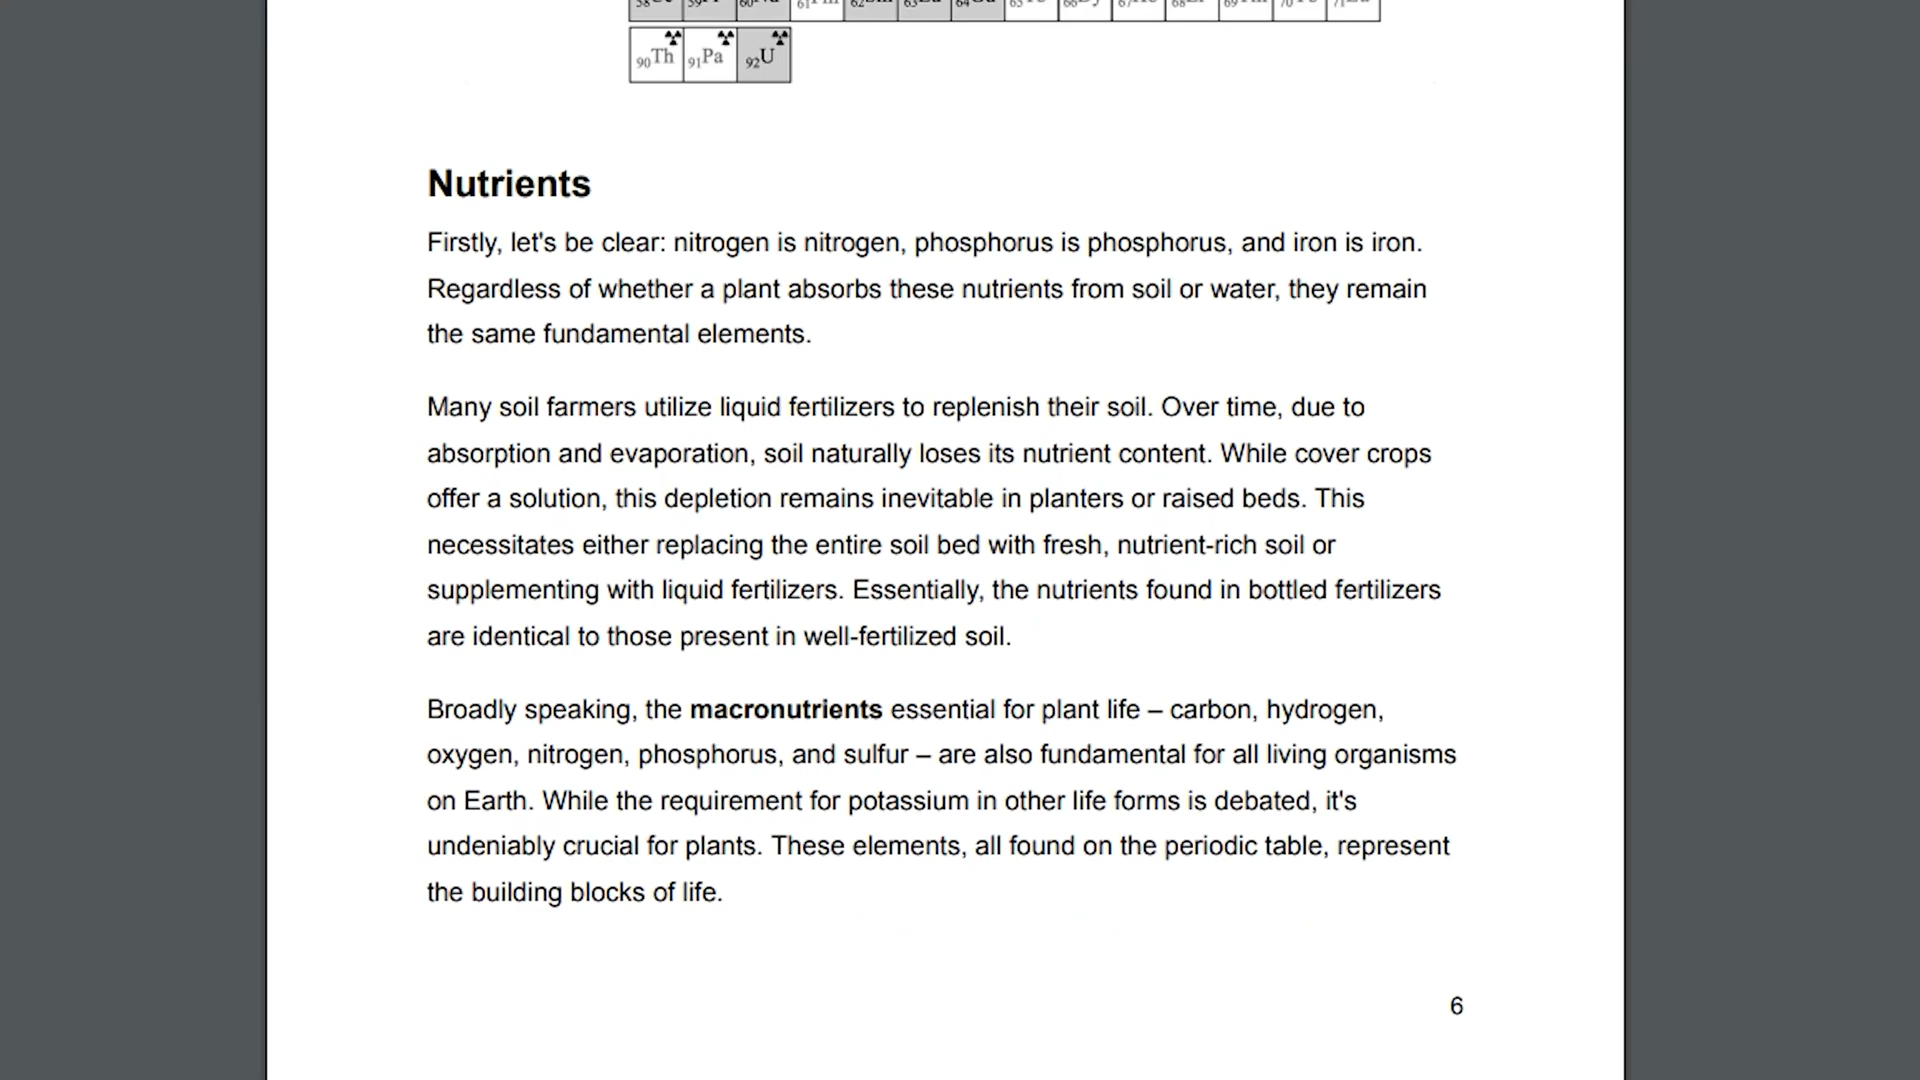 90Th 91Pa 92U
Nutrients
Firstly, let's be clear: nitrogen is nitrogen, phosphorus is phosphorus, and iron is iron.
Regardless of whether a plant absorbs these nutrients from soil or water, they remain
the same fundamental elements.
Many soil farmers utilize liquid fertilizers to replenish their soil. Over time, due to
absorption and evaporation, soil naturally loses its nutrient content. While cover crops
offer a solution, this depletion remains inevitable in planters or raised beds. This
necessitates either replacing the entire soil bed with fresh, nutrient-rich soil or
supplementing with liquid fertilizers. Essentially, the nutrients found in bottled fertilizers
are identical to those present in well-fertilized soil.
Broadly speaking, the macronutrients essential for plant life – carbon, hydrogen,
oxygen, nitrogen, phosphorus, and sulfur – are also fundamental for all living organisms
on Earth. While the requirement for potassium in other life forms is debated, it's
undeniably crucial for plants. These elements, all found on the periodic table, represent
the building blocks of life.
6